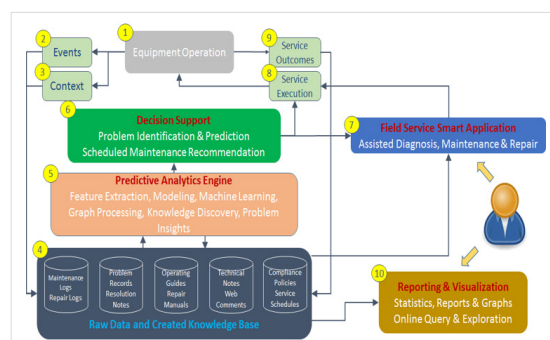 1
Equipment Operation
2
Events
3
Context
9
Service
Outcomes
8
Service
Execution
6
Decision Support
Problem Identification & Prediction
Scheduled Maintenance Recommendation
7
Field Service Smart Application
Assisted Diagnosis, Maintenance & Repair
5
Predictive Analytics Engine
Feature Extraction, Modeling, Machine Learning,
Graph Processing, Knowledge Discovery, Problem
Insights
4
Maintenance
Logs
Repair Logs
Problem
Records
Resolution
Notes
Operating
Guides
Repair
Manuals
Technical
Notes
Web
Comments
Compliance
Policies
Service
Schedules
Raw Data and Created Knowledge Base
10
Reporting & Visualization
Statistics, Reports & Graphs
Online Query & Exploration